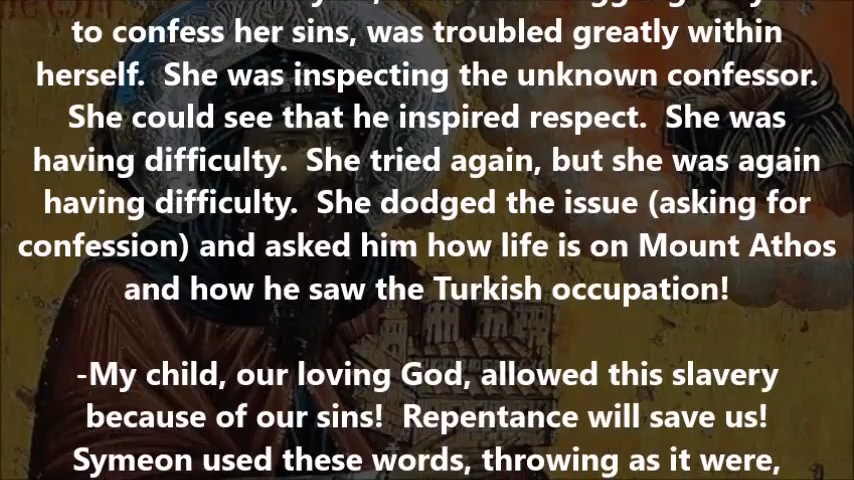 to confess her sins, was troubled greatly within
herself.  She was inspecting the unknown confessor.
She could see that he inspired respect.  She was
having difficulty.  She tried again, but she was again
having difficulty.  She dodged the issue (asking for
confession) and asked him how life is on Mount Athos
and how he saw the Turkish occupation!
-My child, our loving God, allowed this slavery
because of our sins!  Repentance will save us!
Symeon used these words, throwing as it were,